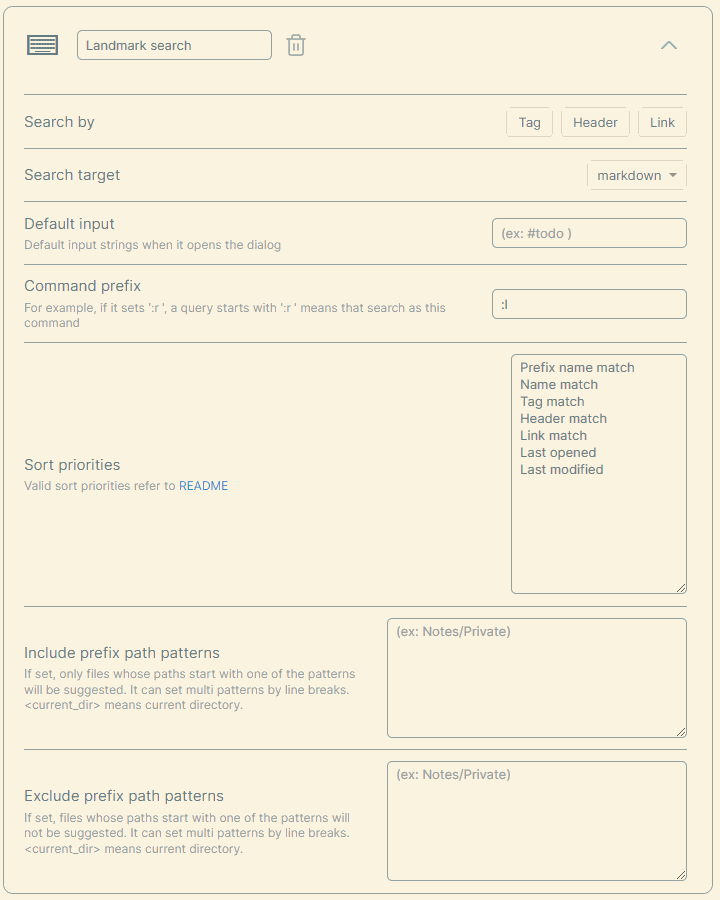 Landmark search
Search by
Tag Header Link
Search target
markdown
Default input
Default input strings when it opens the dialog
(ex: #todo )
Command prefix
For example, if it sets ':r ', a query starts with ':r ' means that search as this
command
:l
Sort priorities
Valid sort priorities refer to README
Prefix name match
Name match
Tag match
Header match
Link match
Last opened
Last modified
Include prefix path patterns
If set, only files whose paths start with one of the patterns
will be suggested. It can set multi patterns by line breaks.
<current_dir> means current directory.
(ex: Notes/Private)
Exclude prefix path patterns
If set, files whose paths start with one of the patterns will
not be suggested. It can set multi patterns by line breaks.
<current_dir> means current directory.
(ex: Notes/Private)